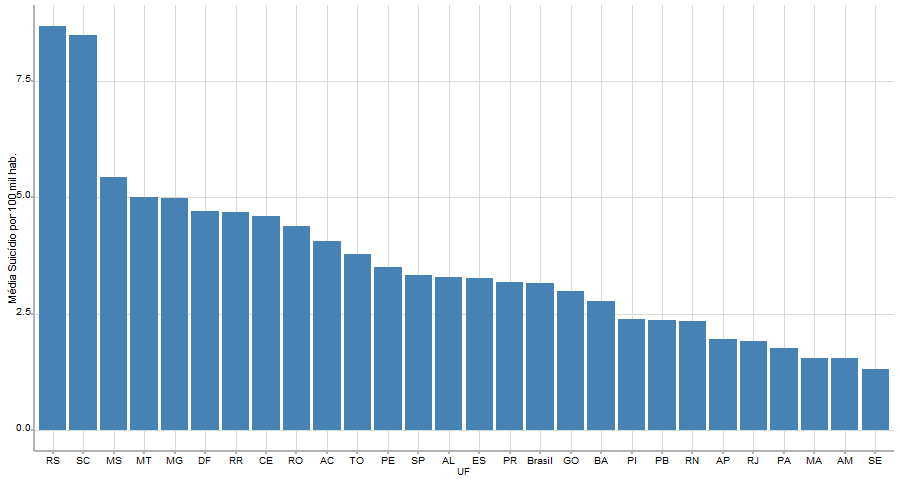 Média Suicídio por 100 mil hab.
7.5
5.0
2.5
0.0
RS SC MS MT MG DF RR CE RO AC TO PE SP AL ES PR Brasil GO BA PI PB RN AP RJ PA MA AM SE
UF